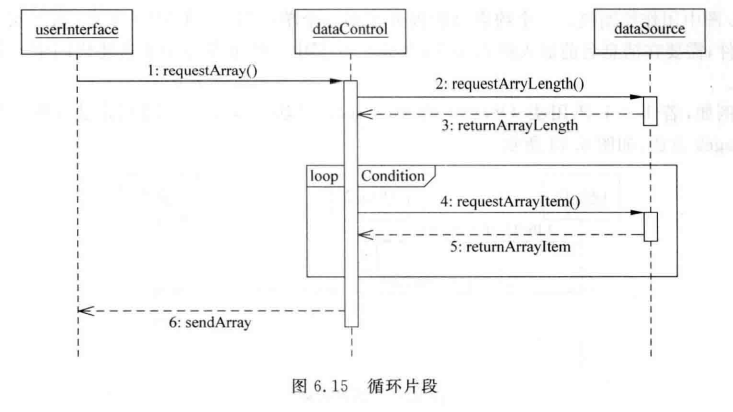 userInterface
dataControl
dataSource
1: requestArray()
2: requestArryLength()
3: returnArrayLength
loop
Condition
4: requestArrayItem()
5: returnArrayItem
6: sendArray
图 6.15 循环片段